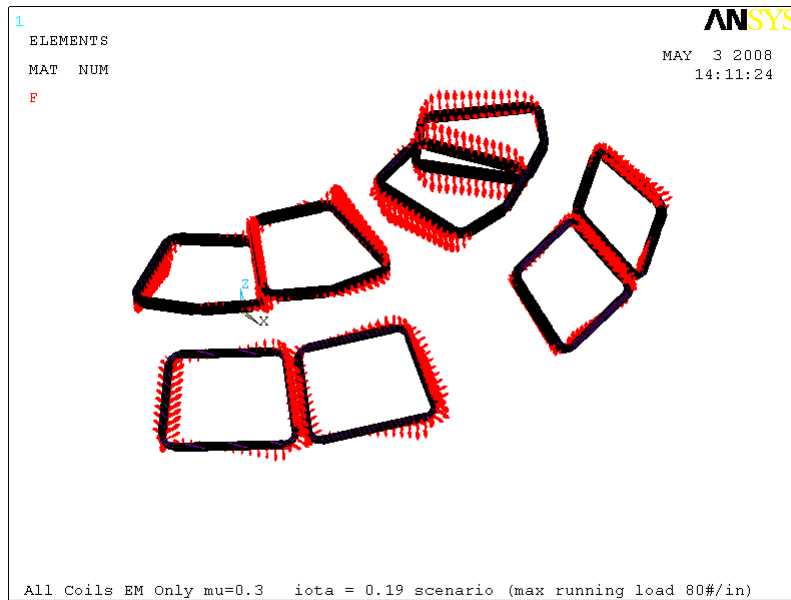 1
ANSYS
ELEMENTS
MAT NUM
F
MAY 3 2008
14:11:24
Z
X
All Coils EM Only mu=0.3 iota = 0.19 scenario (max running load 80#/in)